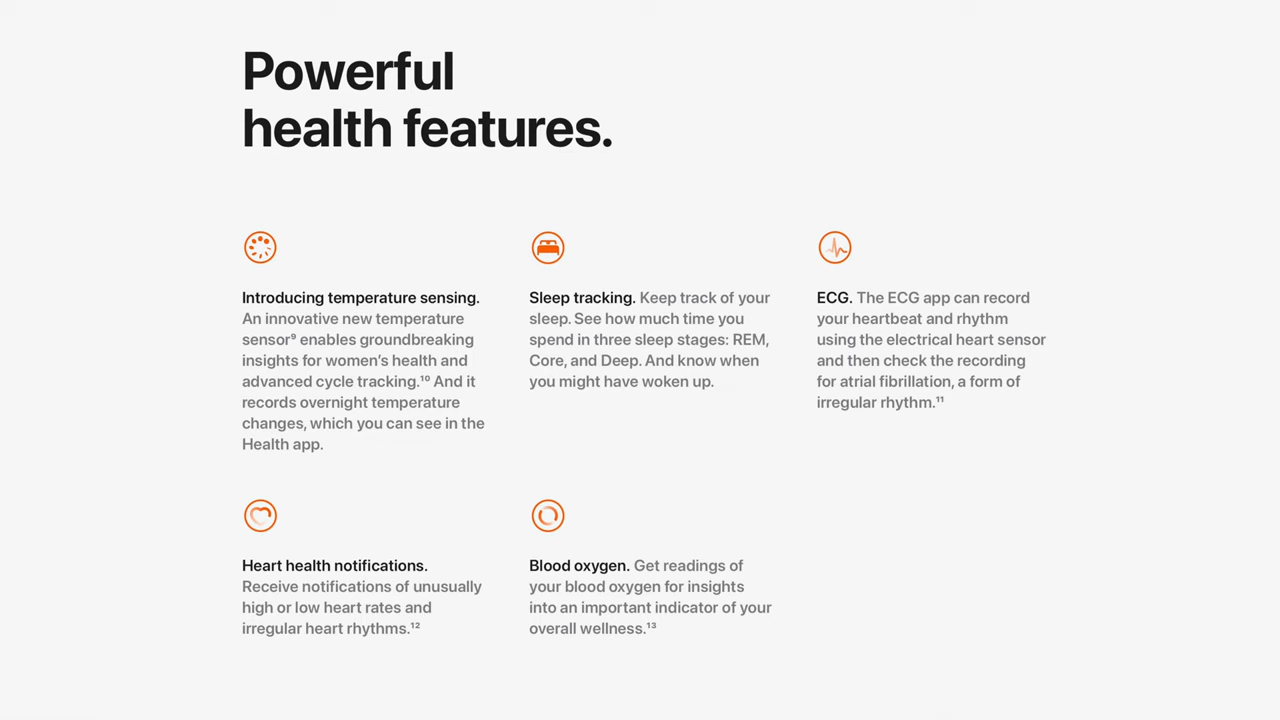 Powerful
health features.
Introducing temperature sensing.
An innovative new temperature
sensor⁹ enables groundbreaking
insights for women's health and
advanced cycle tracking.¹⁰ And it
records overnight temperature
changes, which you can see in the
Health app.
Sleep tracking. Keep track of your
sleep. See how much time you
spend in three sleep stages: REM,
Core, and Deep. And know when
you might have woken up.
ECG. The ECG app can record
your heartbeat and rhythm
using the electrical heart sensor
and then check the recording
for atrial fibrillation, a form of
irregular rhythm.¹¹
Heart health notifications.
Receive notifications of unusually
high or low heart rates and
irregular heart rhythms.¹²
Blood oxygen. Get readings of
your blood oxygen for insights
into an important indicator of your
overall wellness.¹³